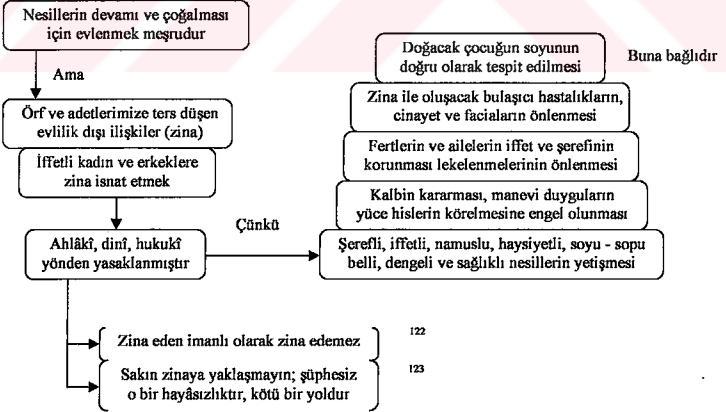 Nesillerin devamı ve çoğalması
için evlenmek meşrudur
Ama
Örf ve adetlerimize ters düşen
evlilik dışı ilişkiler (zina)
İffetli kadın ve erkeklere
zina isnat etmek
Ahlâkî, dinî, hukukî
yönden yasaklanmıştır
Çünkü
Doğacak çocuğun soyunun
doğru olarak tespit edilmesi
Buna bağlıdır
Zina ile oluşacak bulaşıcı hastalıkların,
cinayet ve faciaların önlenmesi
Fertlerin ve ailelerin iffet ve şerefinin
korunması lekelenmelerinin önlenmesi
Kalbin kararması, manevi duyguların
yüce hislerin körelmesine engel olunması
Şerefli, iffetli, namuslu, haysiyetli, soyu - sopu
belli, dengeli ve sağlıklı nesillerin yetişmesi
Zina eden imanlı olarak zina edemez 122
Sakın zinaya yaklaşmayın; şüphesiz 123
o bir hayâsızlıktır, kötü bir yoldur